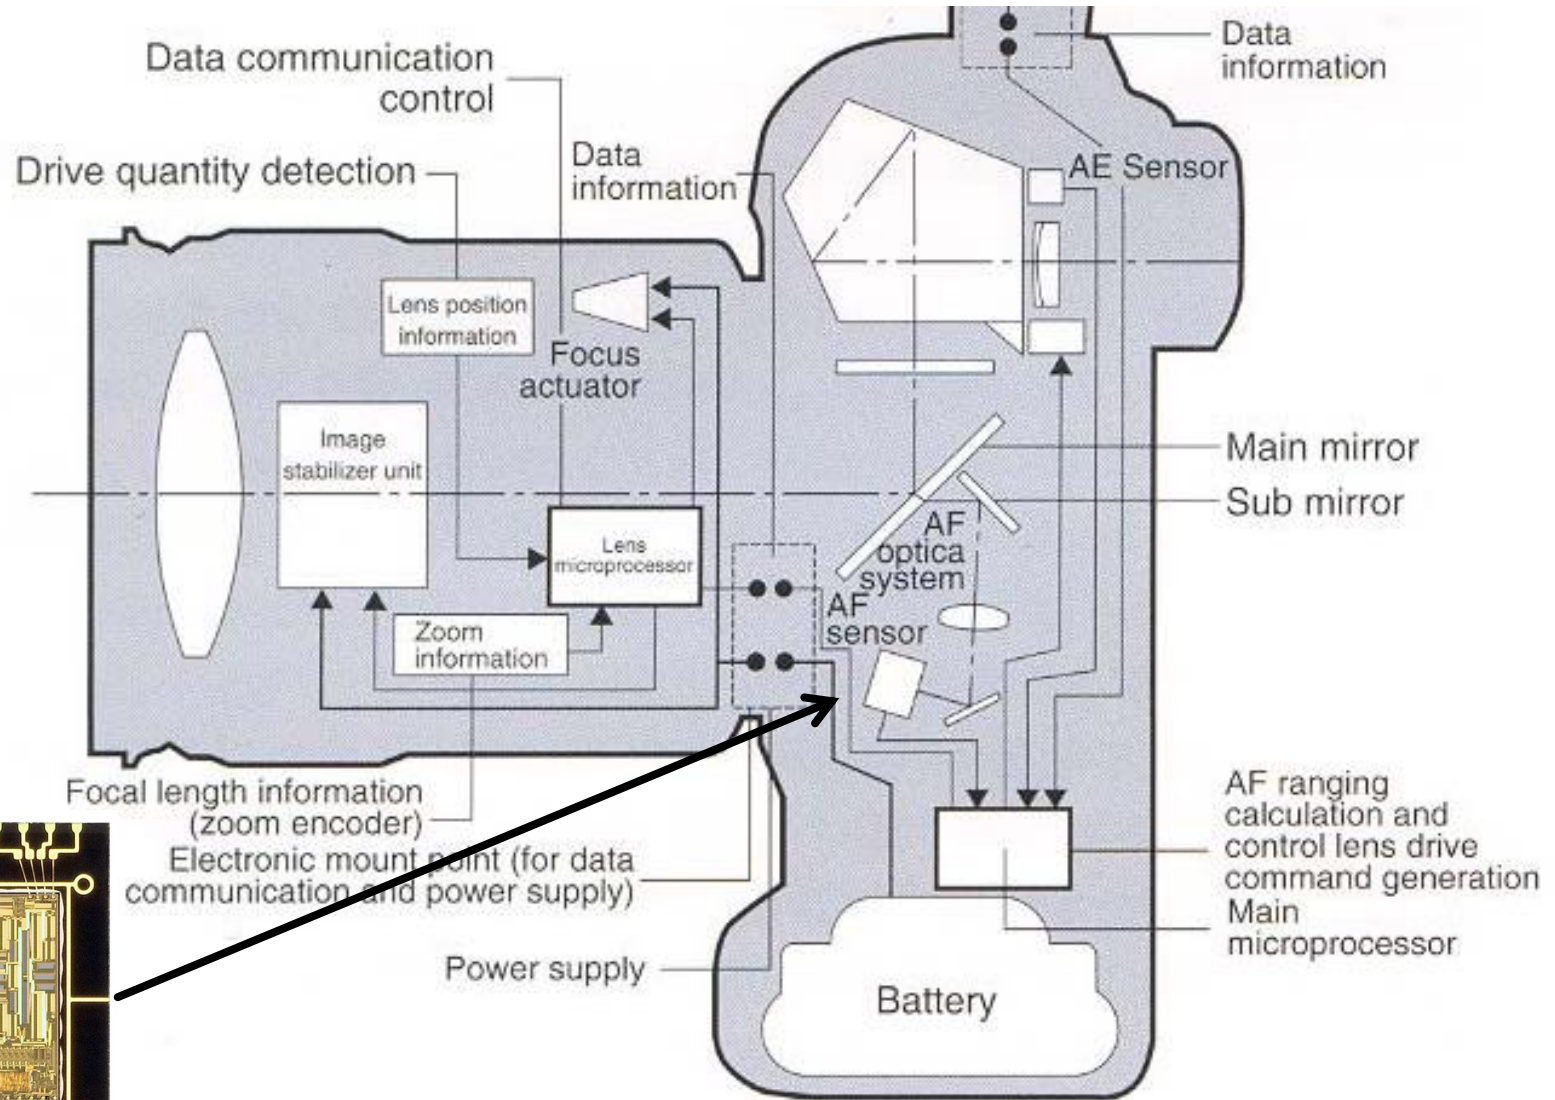 Data communication
control
Data
information
Drive quantity detection
Data
information
AE Sensor
Lens position
information
Focus
actuator
Image
stabilizer unit
Main mirror
Sub mirror
Lens
microprocessor
AF
optica
system
AF
sensor
Zoom
information
Focal length information
(zoom encoder)
Electronic mount point (for data
communication and power supply)
AF ranging
calculation and
control lens drive
command generation
Main
microprocessor
Power supply
Battery